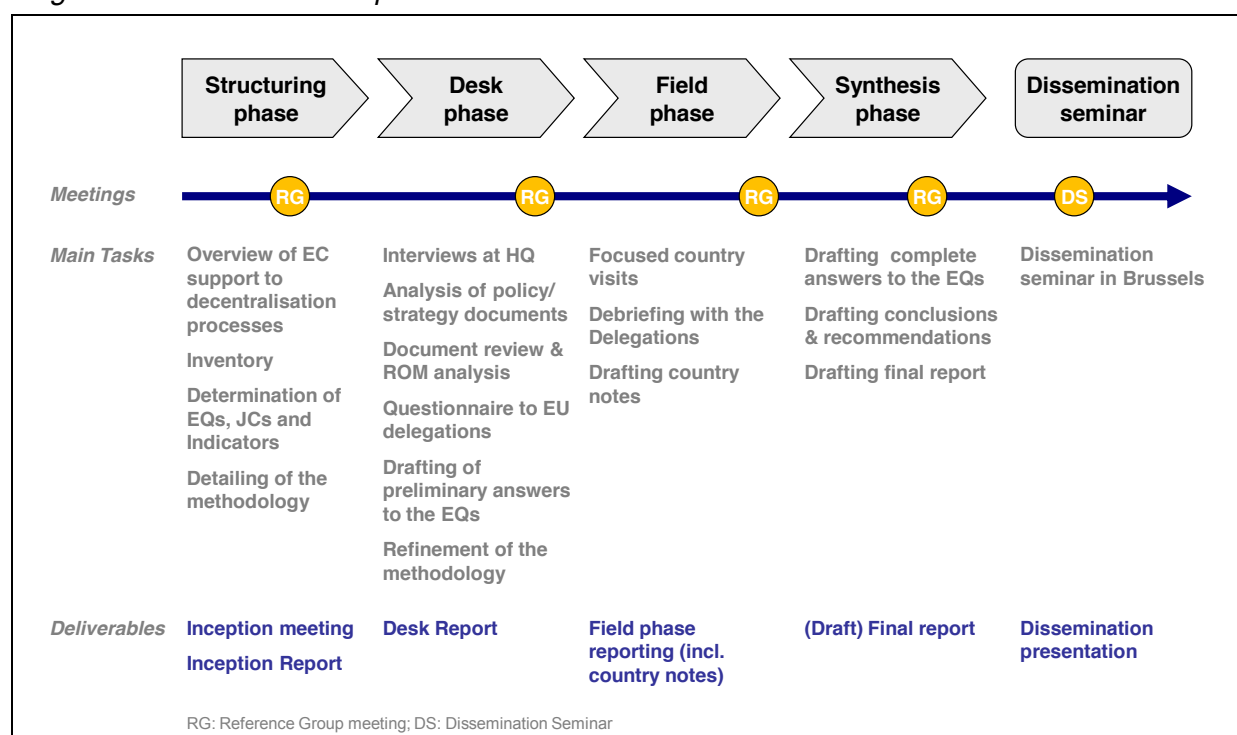 Structuring
phase
Desk
phase
Field
phase
Synthesis
phase
Dissemination
seminar
Meetings
RG
RG
RG
RG
DS
Main Tasks
Overview of EC
support to
decentralisation
processes
Inventory
Determination of
EQs, JCs and
Indicators
Detailing of the
methodology
Interviews at HQ
Analysis of policy/
strategy documents
Document review &
ROM analysis
Questionnaire to EU
delegations
Drafting of
preliminary answers
to the EQs
Refinement of the
methodology
Focused country
visits
Debriefing with the
Delegations
Drafting country
notes
Drafting complete
answers to the EQs
Drafting conclusions
& recommendations
Drafting final report
Dissemination
seminar in Brussels
Deliverables
Inception meeting
Inception Report
Desk Report
Field phase
reporting (incl.
country notes)
(Draft) Final report
Dissemination
presentation
RG: Reference Group meeting; DS: Dissemination Seminar